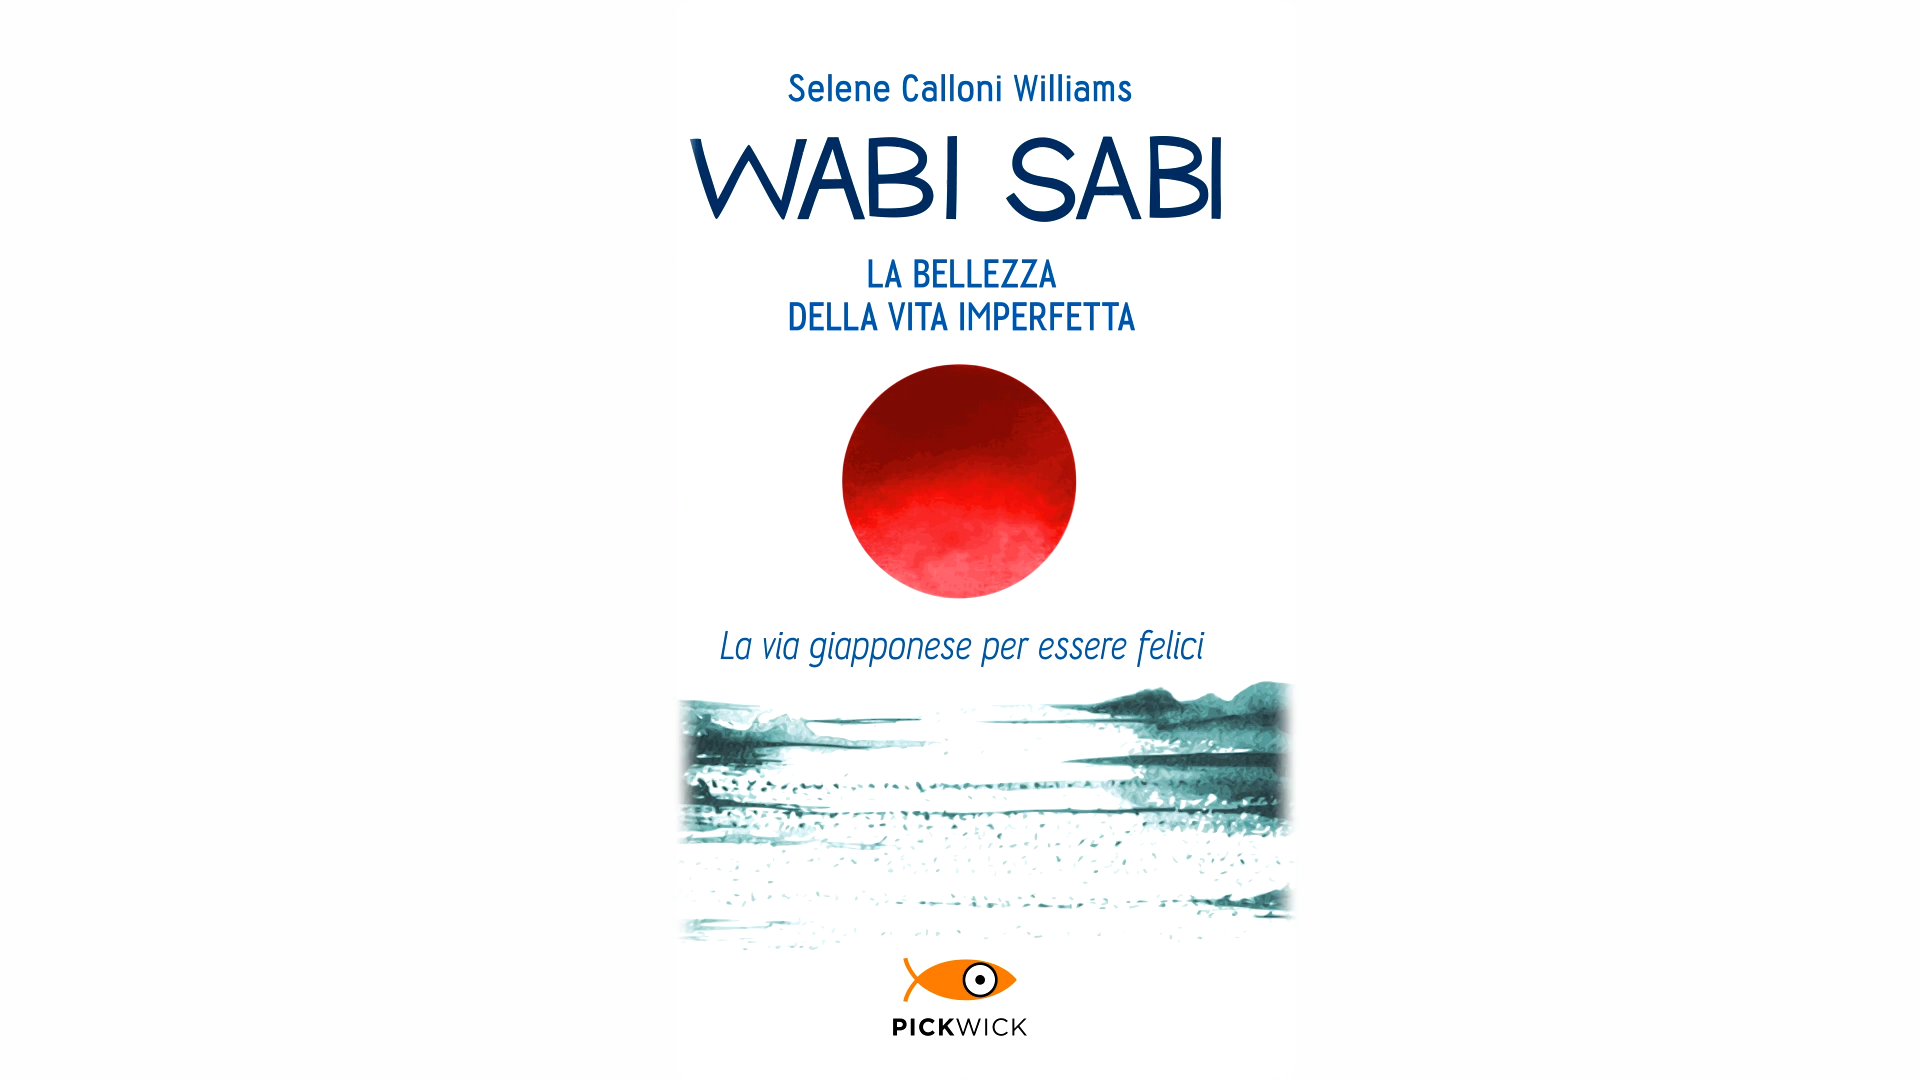 Selene Calloni Williams
WABI SABI
LA BELLEZZA
DELLA VITA IMPERFETTA
La via giapponese per essere felici
PICKWICK